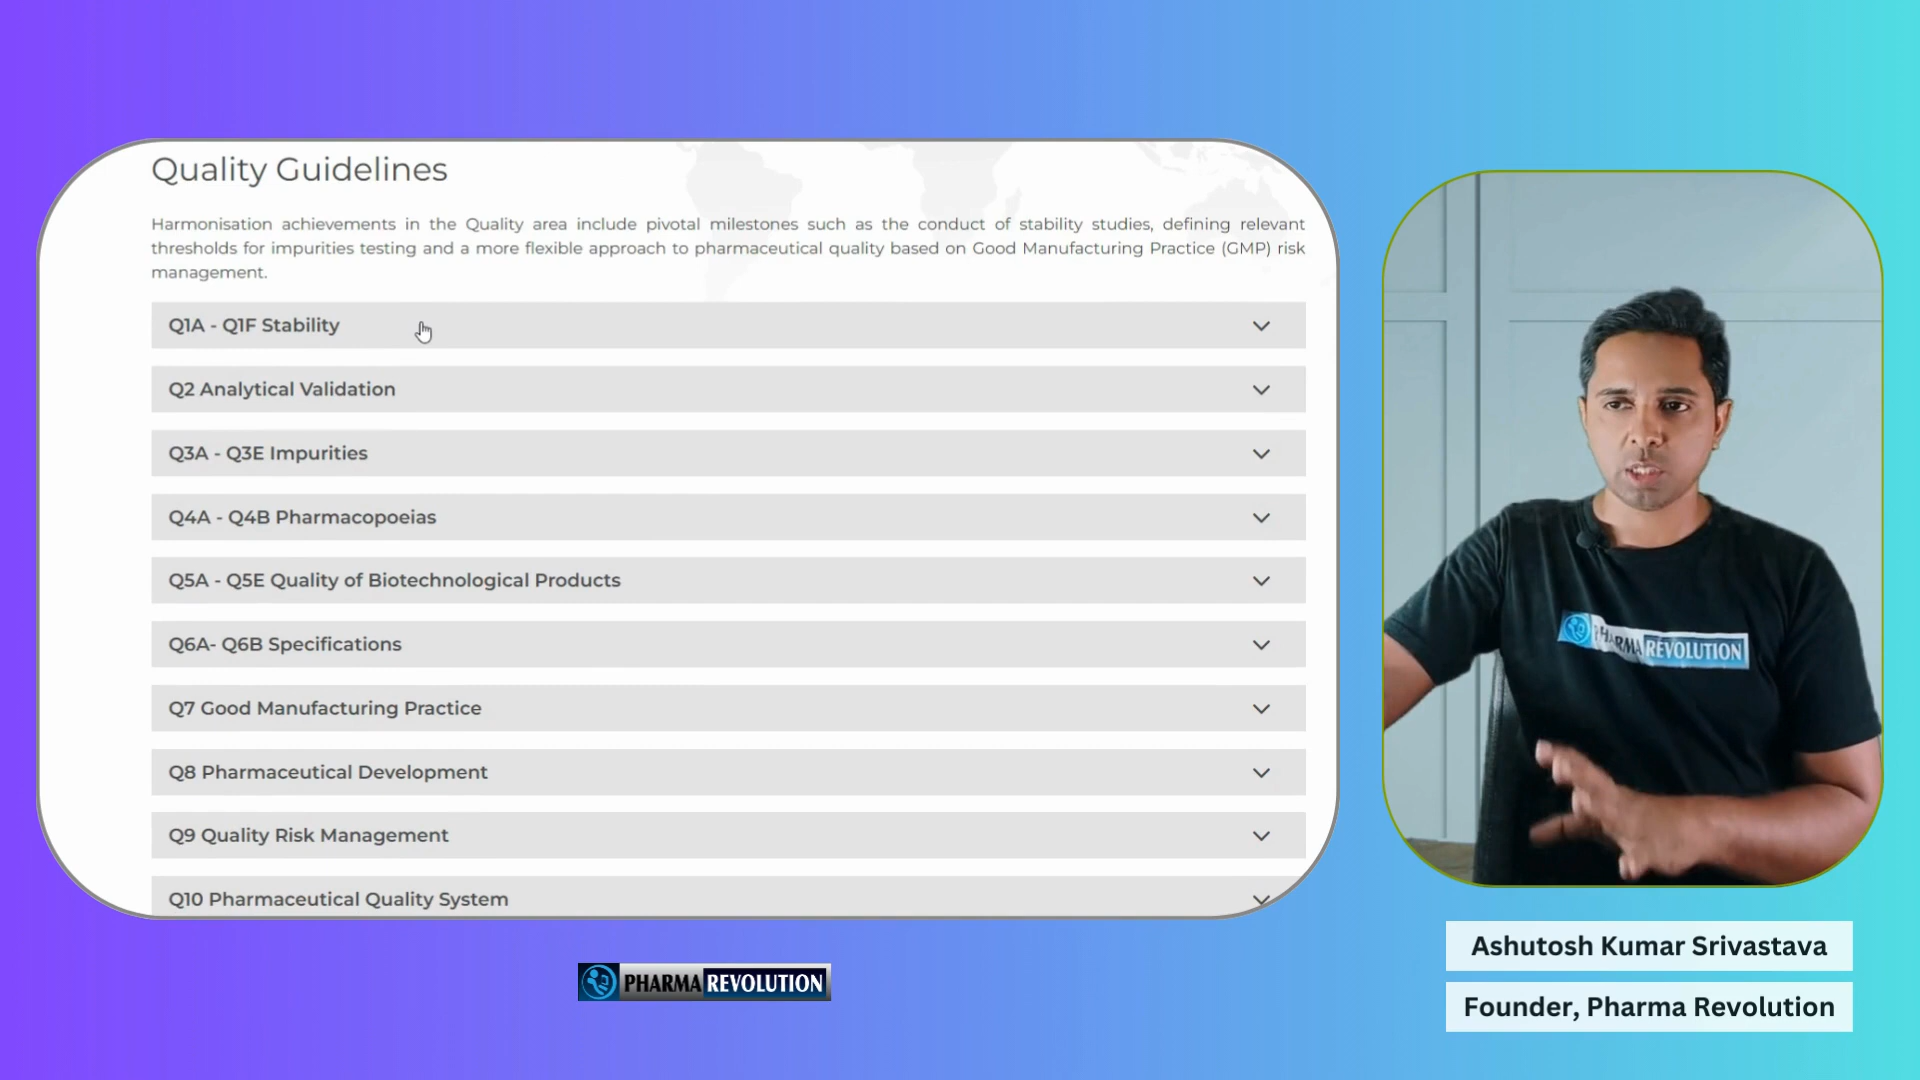 Quality Guidelines
Harmonisation achievements in the Quality area include pivotal milestones such as the conduct of stability studies, defining relevant
thresholds for impurities testing and a more flexible approach to pharmaceutical quality based on Good Manufacturing Practice (GMP) risk
management.
Q1A - Q1F Stability
Q2 Analytical Validation
Q3A - Q3E Impurities
Q4A - Q4B Pharmacopoeias
Q5A - Q5E Quality of Biotechnological Products
Q6A- Q6B Specifications
Q7 Good Manufacturing Practice
Q8 Pharmaceutical Development
Q9 Quality Risk Management
Q10 Pharmaceutical Quality System
PHARMA REVOLUTION
PHARMA REVOLUTION
Ashutosh Kumar Srivastava
Founder, Pharma Revolution